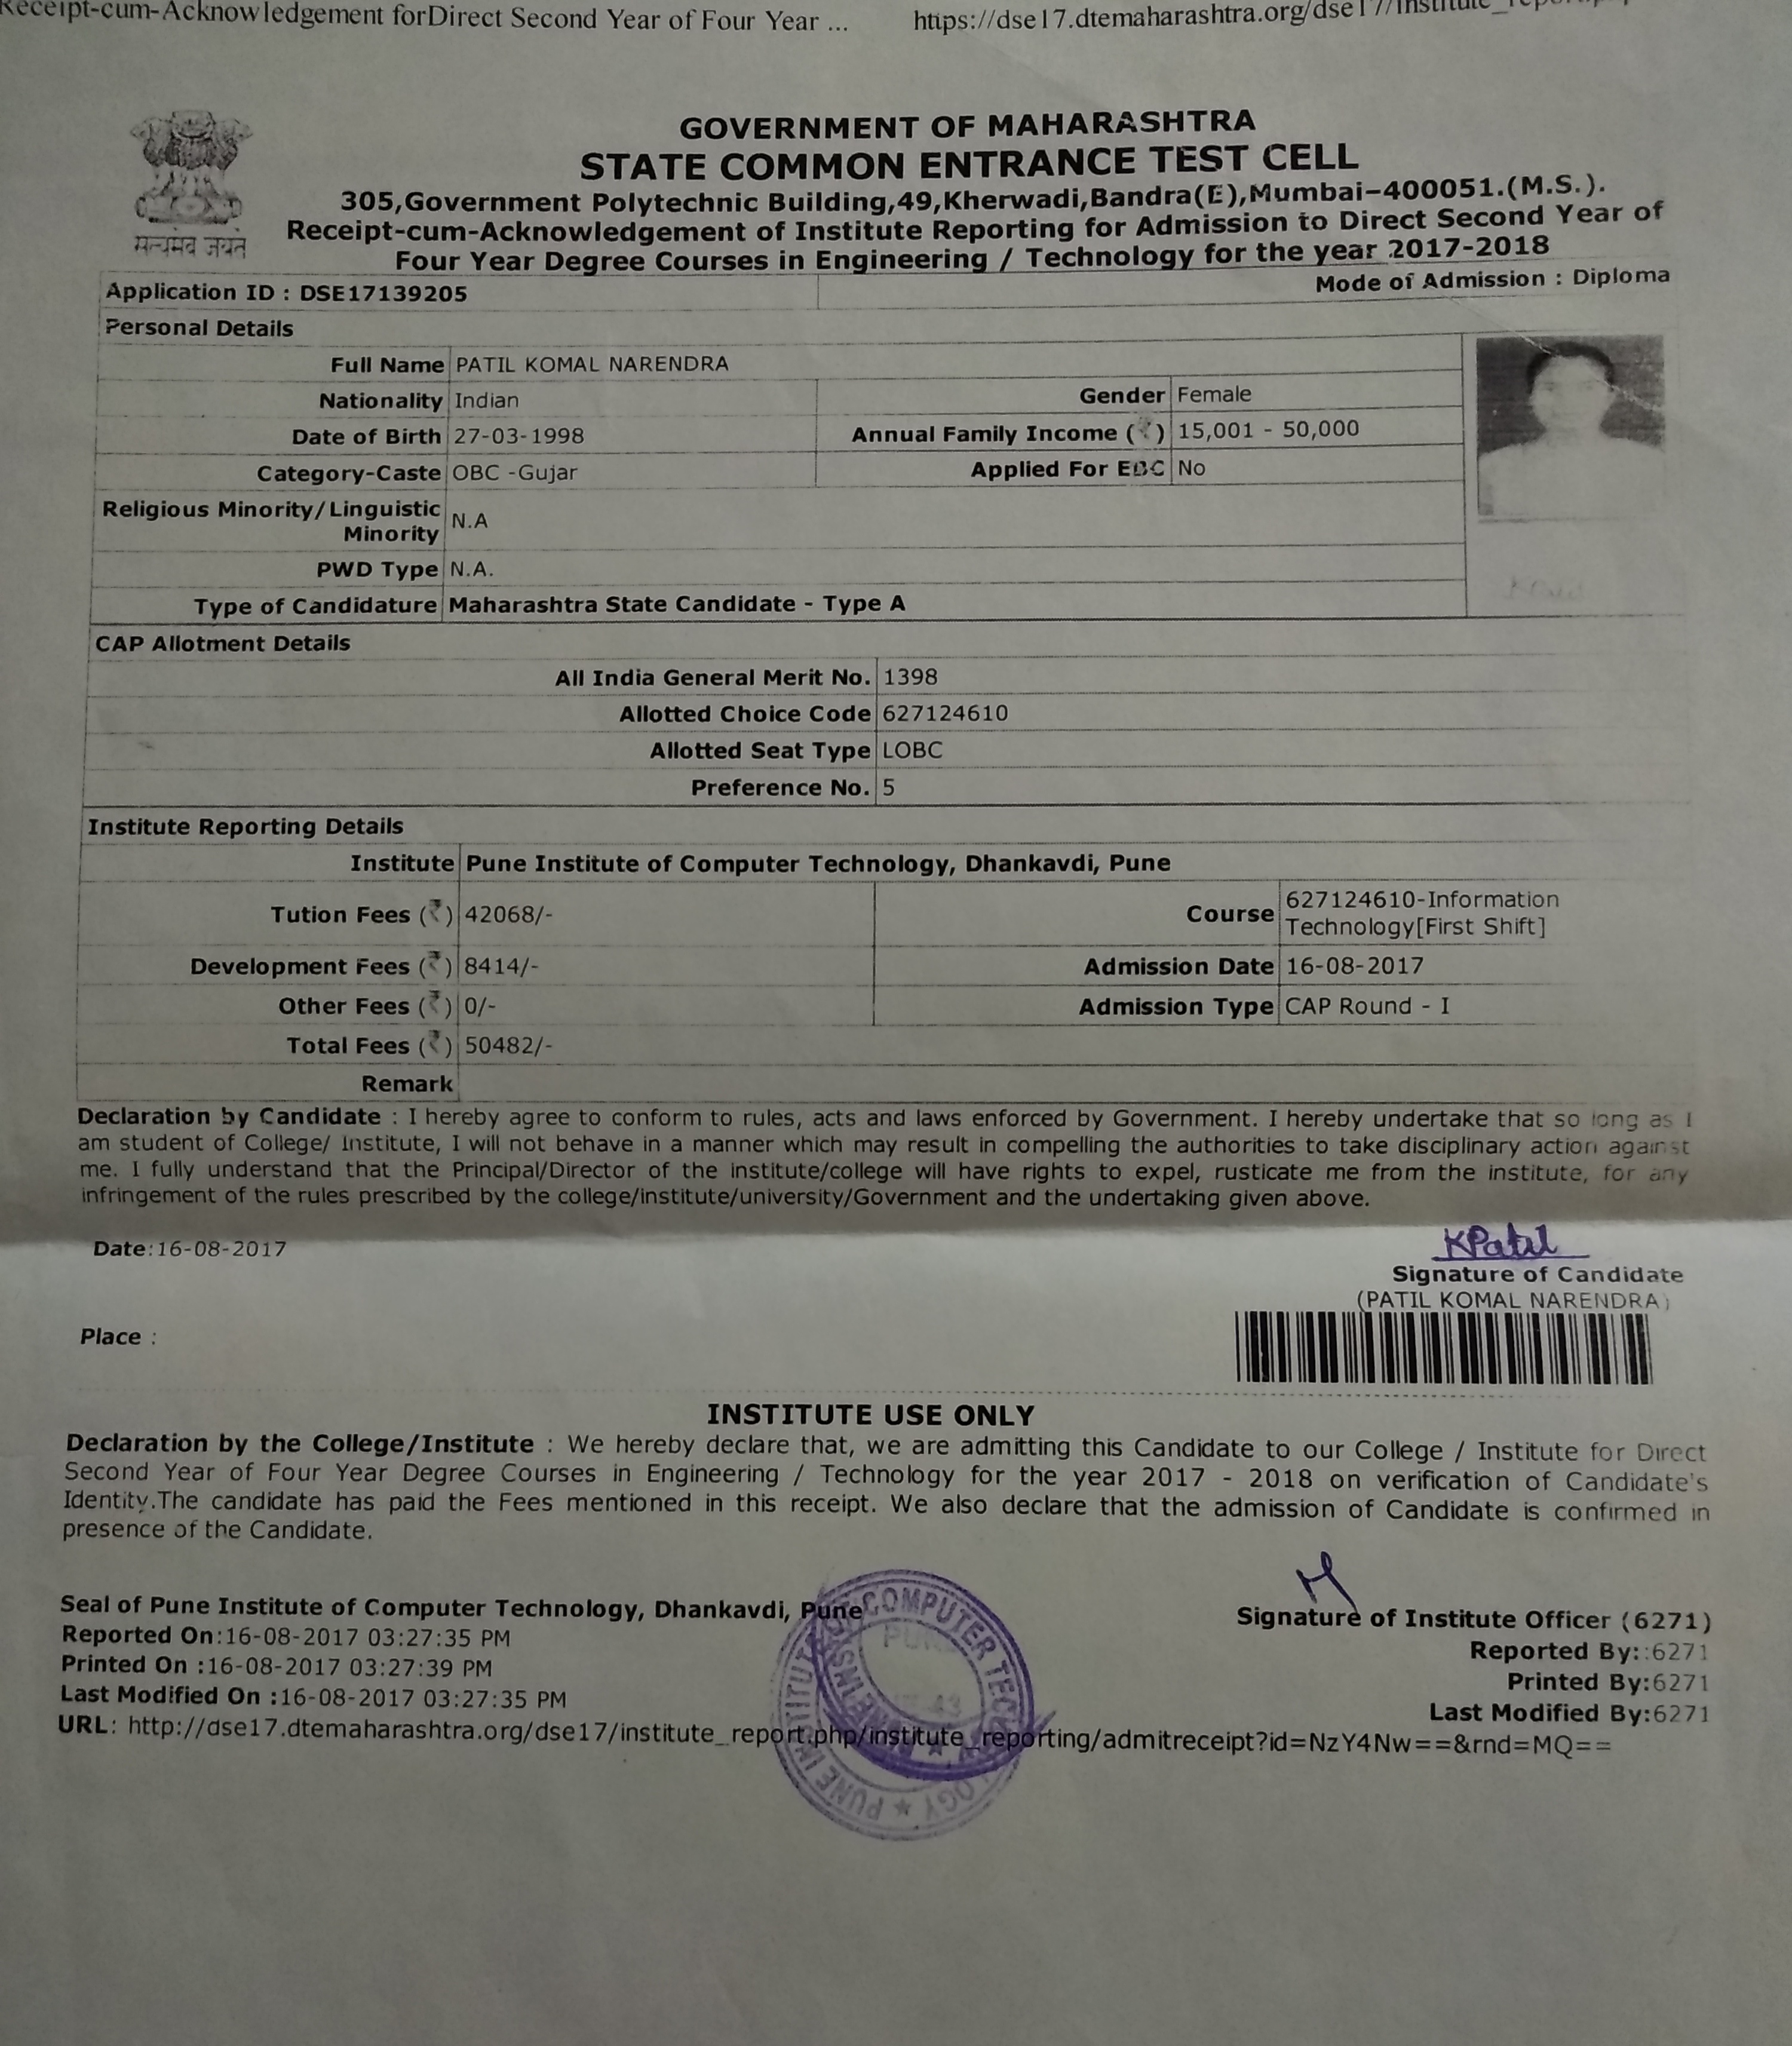 Receipt-cum-Acknowledgement forDirect Second Year of Four Year ... https://dse17.dtemaharashtra.org/dse17/
GOVERNMENT OF MAHARASHTRA
STATE COMMON ENTRANCE TEST CELL
305,Government Polytechnic Building,49,Kherwadi,Bandra(E),Mumbai-400051.(M.S.).
Receipt-cum-Acknowledgement of Institute Reporting for Admission to Direct Second Year of
Four Year Degree Courses in Engineering / Technology for the year 2017-2018
सत्यमेव जयते
Application ID : DSE17139205 Mode of Admission : Diploma
Personal Details
Full Name PATIL KOMAL NARENDRA
Nationality Indian Gender Female
Date of Birth 27-03-1998 Annual Family Income (₹) 15,001 - 50,000
Category-Caste OBC -Gujar Applied For EBC No
Religious Minority/Linguistic
Minority N.A
PWD Type N.A.
Type of Candidature Maharashtra State Candidate - Type A
CAP Allotment Details
All India General Merit No. 1398
Allotted Choice Code 627124610
Allotted Seat Type LOBC
Preference No. 5
Institute Reporting Details
Institute Pune Institute of Computer Technology, Dhankavdi, Pune
Tution Fees (₹) 42068/- Course 627124610-Information
Technology[First Shift]
Development Fees (₹) 8414/- Admission Date 16-08-2017
Other Fees (₹) 0/- Admission Type CAP Round - I
Total Fees (₹) 50482/-
Remark
Declaration by Candidate : I hereby agree to conform to rules, acts and laws enforced by Government. I hereby undertake that so long as I
am student of College/ Institute, I will not behave in a manner which may result in compelling the authorities to take disciplinary action against
me. I fully understand that the Principal/Director of the institute/college will have rights to expel, rusticate me from the institute, for any
infringement of the rules prescribed by the college/institute/university/Government and the undertaking given above.
KPatil
Date:16-08-2017
Signature of Candidate
(PATIL KOMAL NARENDRA)
Place :
INSTITUTE USE ONLY
Declaration by the College/Institute : We hereby declare that, we are admitting this Candidate to our College / Institute for Direct
Second Year of Four Year Degree Courses in Engineering / Technology for the year 2017 - 2018 on verification of Candidate's
Identity.The candidate has paid the Fees mentioned in this receipt. We also declare that the admission of Candidate is confirmed in
presence of the Candidate.
Seal of Pune Institute of Computer Technology, Dhankavdi, Pune
Signature of Institute Officer (6271)
Reported On:16-08-2017 03:27:35 PM Reported By::6271
Printed On :16-08-2017 03:27:39 PM Printed By:6271
Last Modified On :16-08-2017 03:27:35 PM Last Modified By:6271
URL: http://dse17.dtemaharashtra.org/dse17/institute_report.php/institute_reporting/admitreceipt?id=NzY4Nw==&rnd=MQ==
PUNE INSTITUTE OF COMPUTER TECHNOLOGY